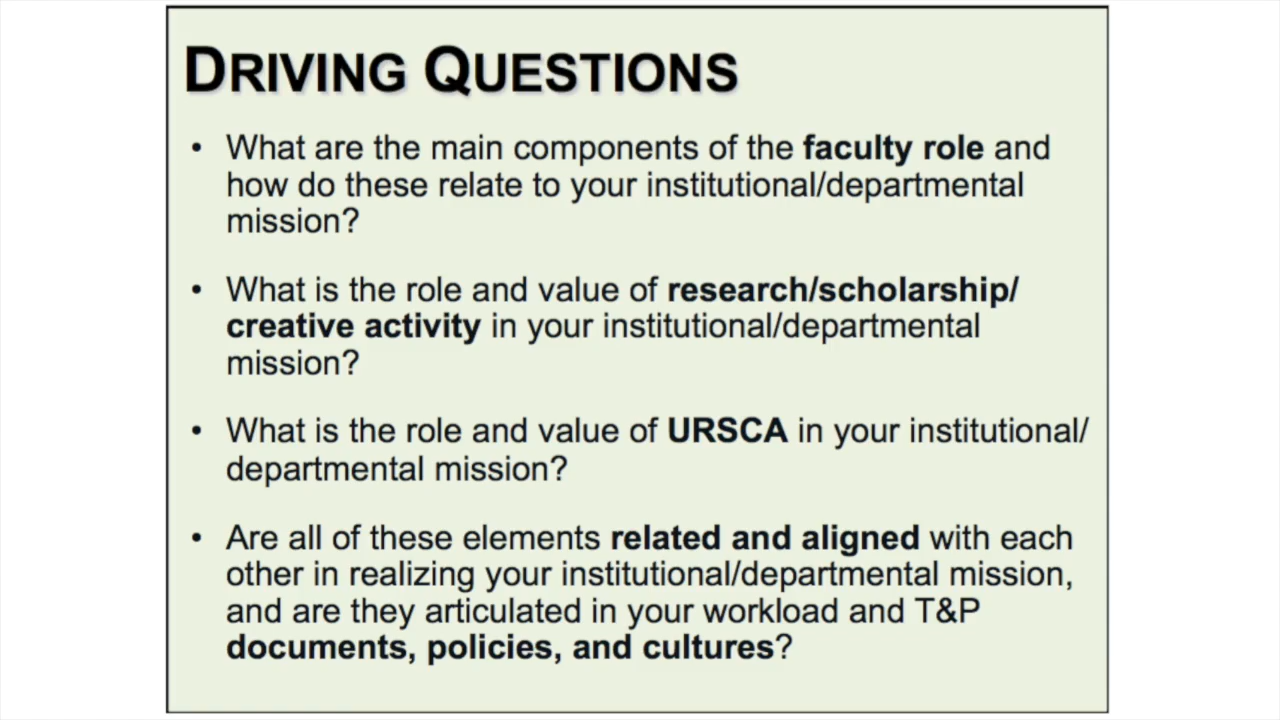 DRIVING QUESTIONS
• What are the main components of the faculty role and
how do these relate to your institutional/departmental
mission?
• What is the role and value of research/scholarship/
creative activity in your institutional/departmental
mission?
• What is the role and value of URSCA in your institutional/
departmental mission?
• Are all of these elements related and aligned with each
other in realizing your institutional/departmental mission,
and are they articulated in your workload and T&P
documents, policies, and cultures?